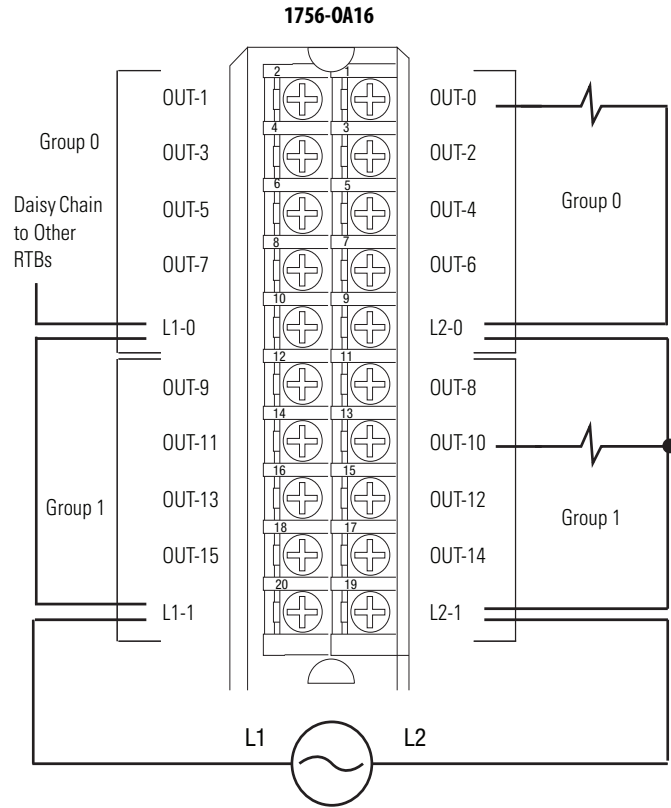 1756-OA16
2 1
OUT-1 OUT-0
Group 0
4 3
OUT-3 OUT-2
Daisy Chain
to Other
RTBs
6 5
OUT-5 OUT-4
Group 0
8 7
OUT-7 OUT-6
10 9
L1-0 L2-0
12 11
OUT-9 OUT-8
14 13
OUT-11 OUT-10
16 15
OUT-13 OUT-12
Group 1
Group 1
18 17
OUT-15 OUT-14
20 19
L1-1 L2-1
L1 L2